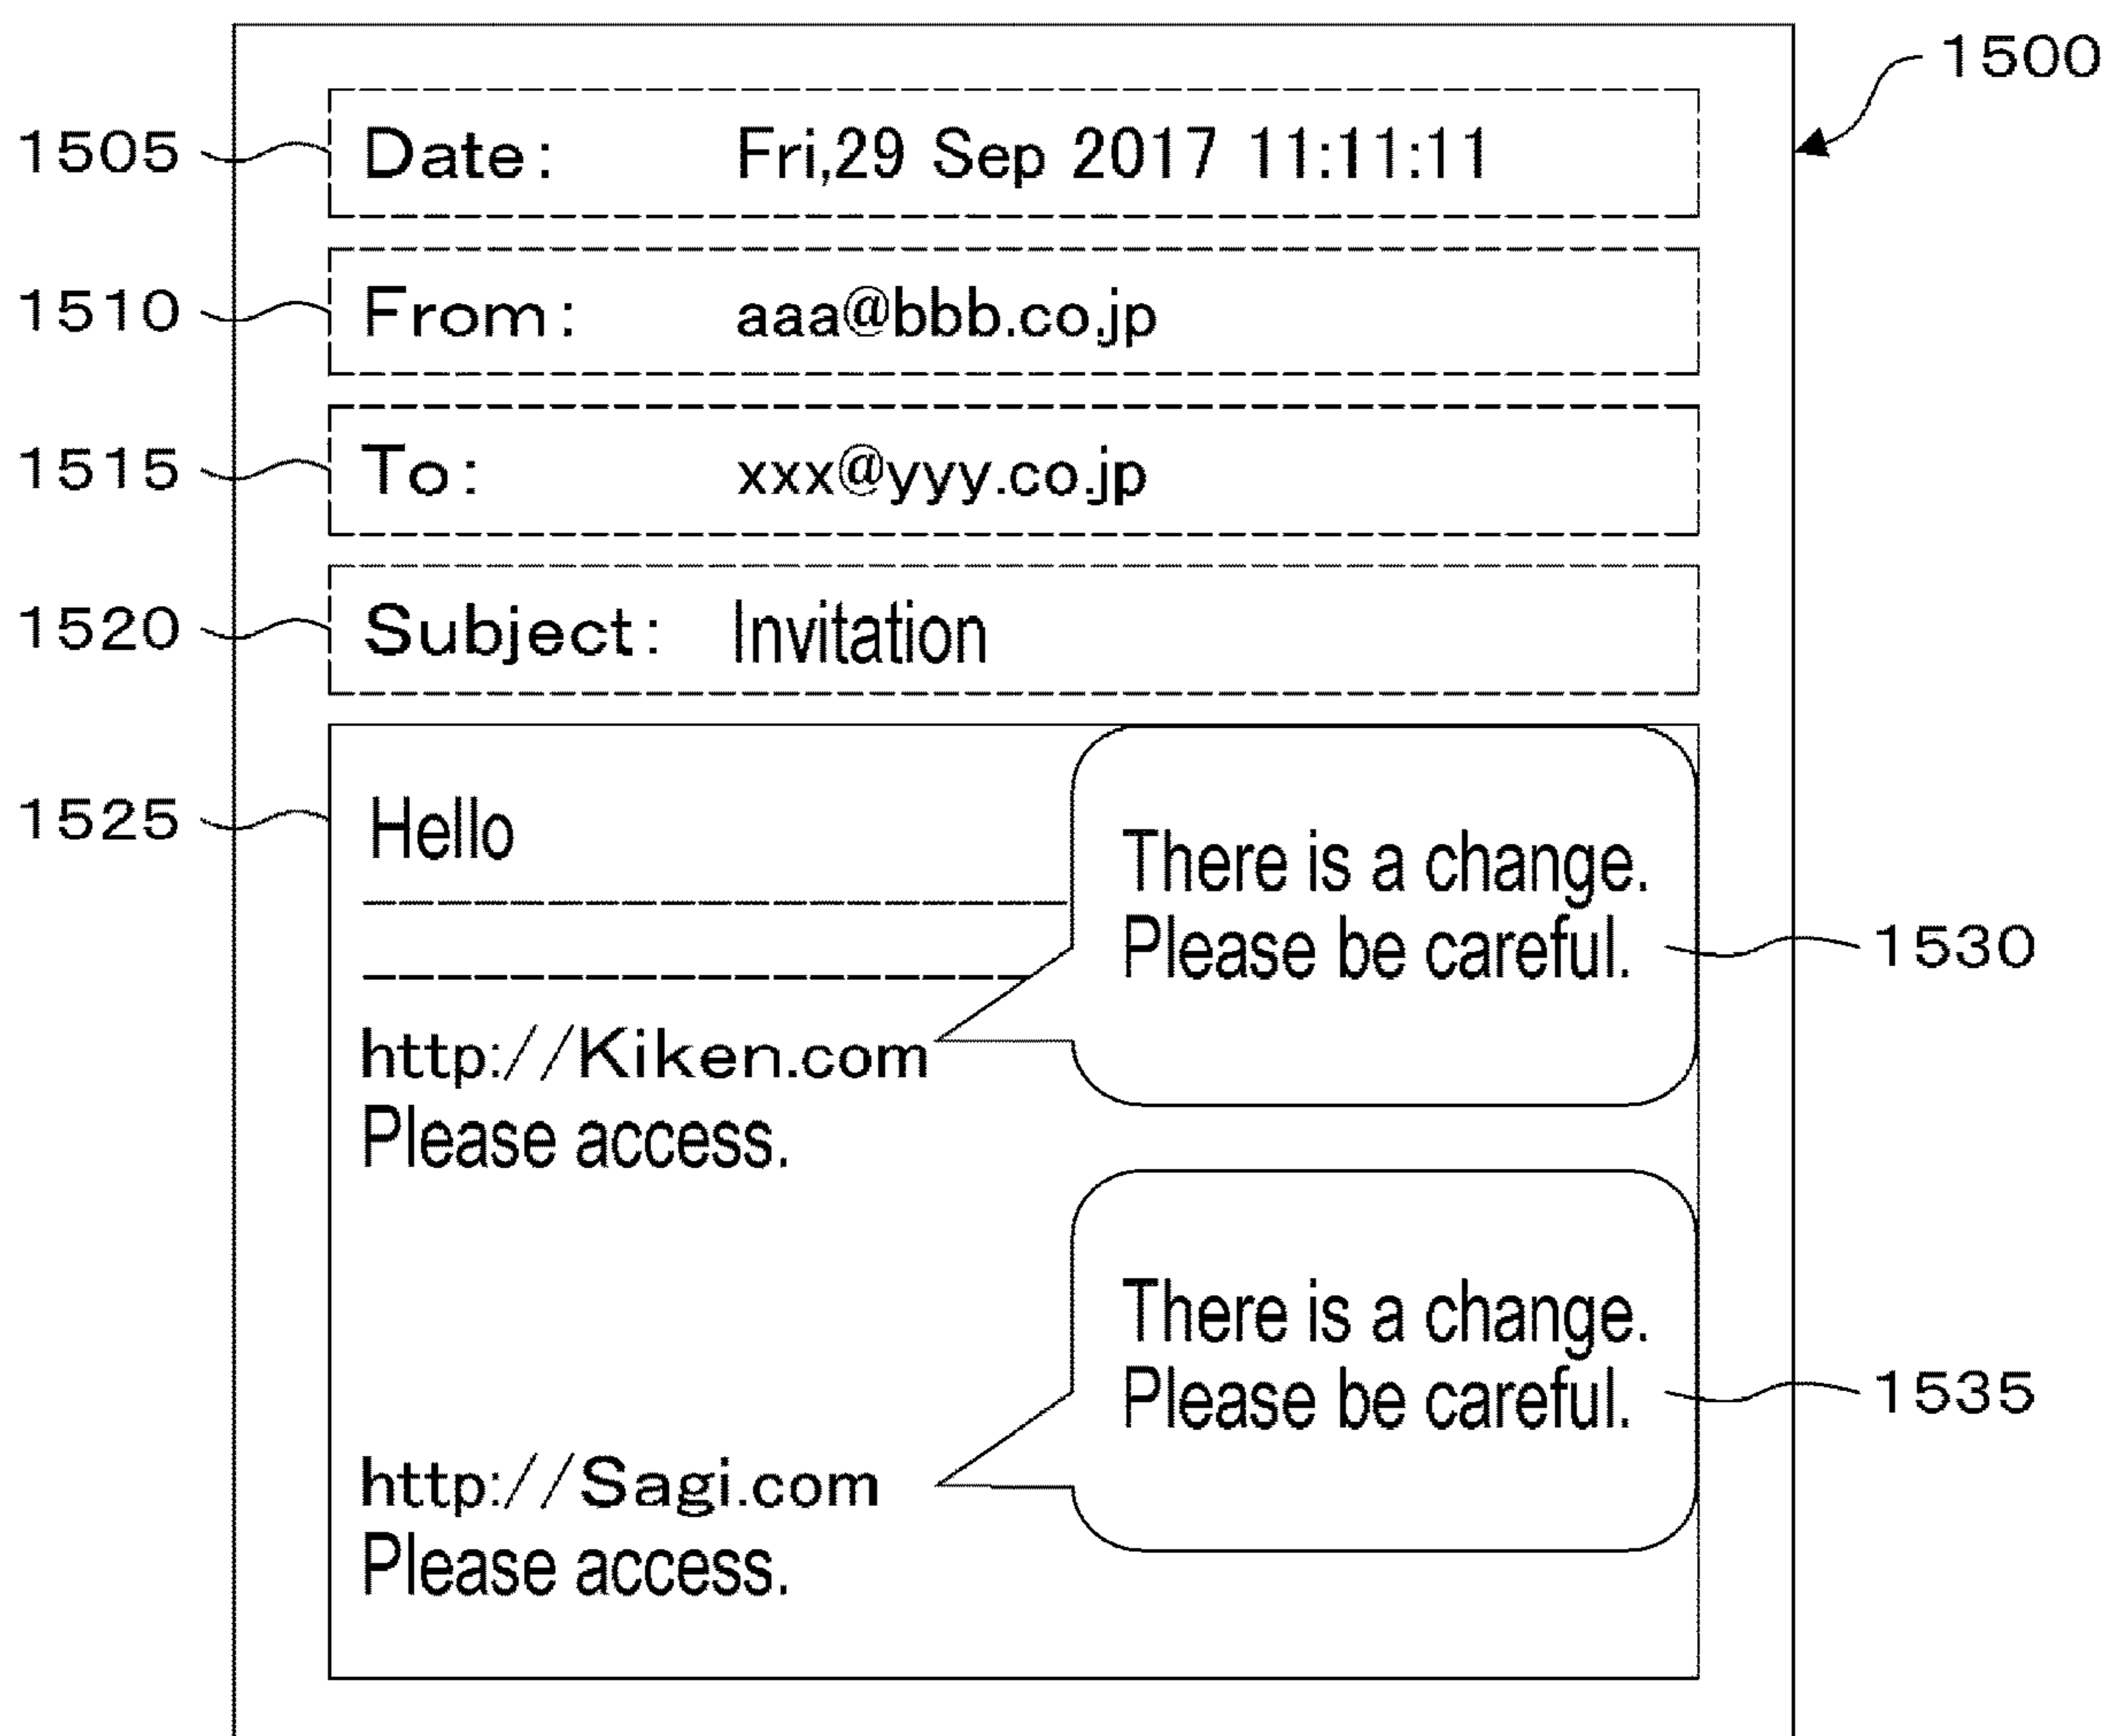 1500
1505 Date: Fri,29 Sep 2017 11:11:11
1510 From: aaa@bbb.co.jp
1515 To: xxx@yyy.co.jp
1520 Subject: Invitation
1525 Hello
There is a change.
Please be careful.
1530
http://Kiken.com
Please access.
There is a change.
Please be careful.
1535
http://Sagi.com
Please access.